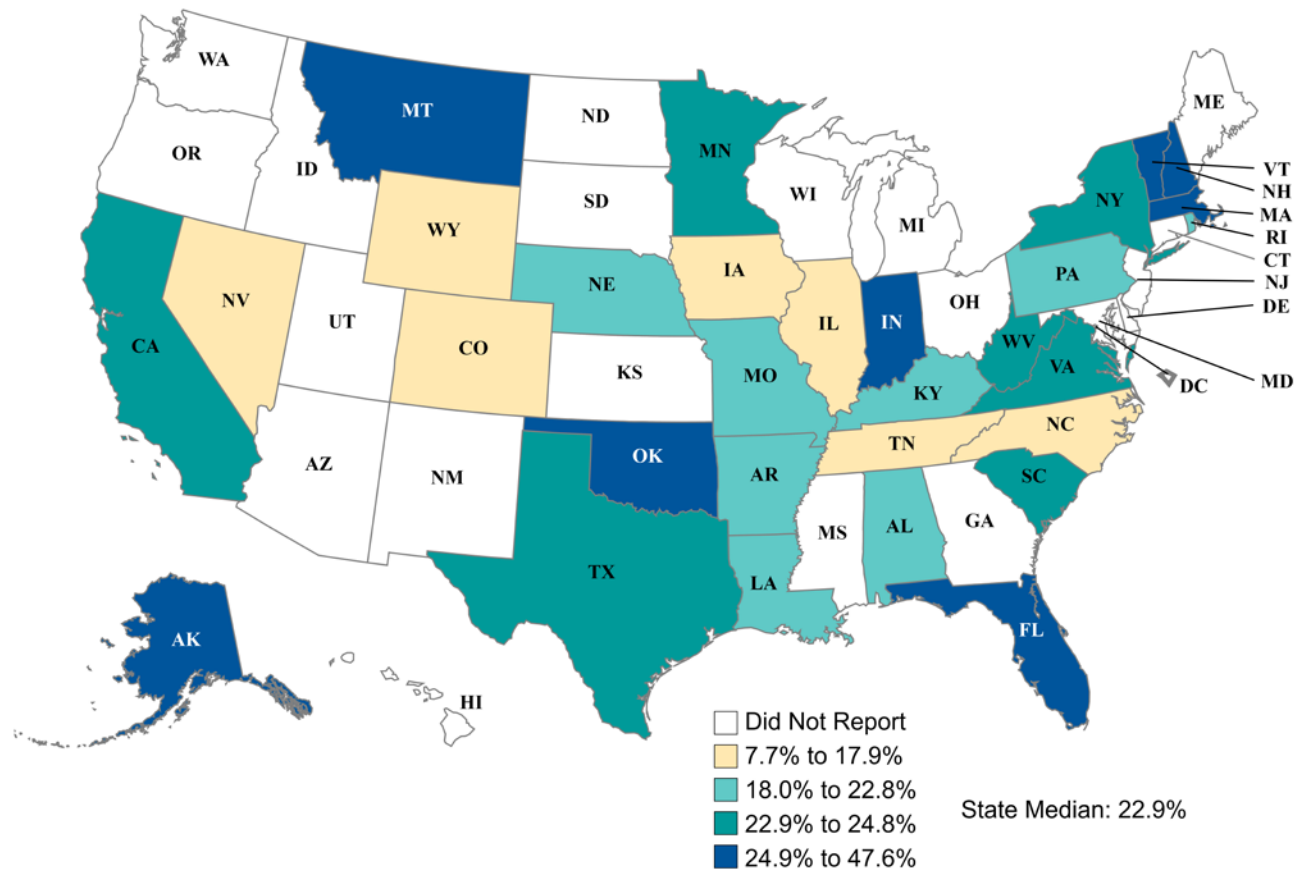 WA
MT
ND
MN
ME
OR
ID
SD
WI
MI
VT
NH
NY
MA
RI
CT
WY
IA
PA
NJ
NE
OH
DE
NV
UT
IL
IN
CA
CO
WV
MO
KS
VA
MD
DC
KY
NC
TN
AZ
NM
OK
AR
SC
MS
AL
GA
TX
LA
AK
FL
HI
Did Not Report
7.7% to 17.9%
18.0% to 22.8%
State Median: 22.9%
22.9% to 24.8%
24.9% to 47.6%